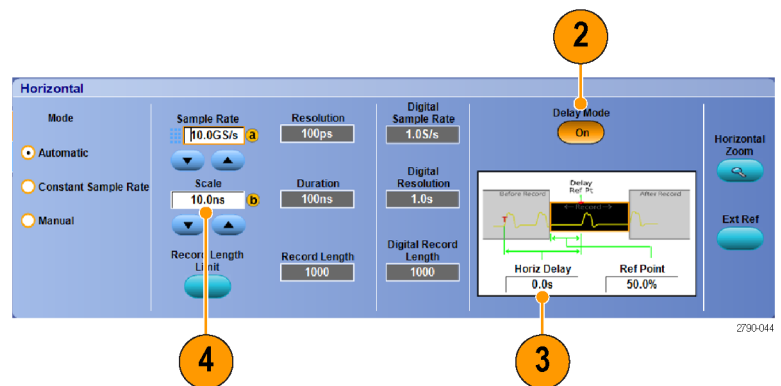 2
Horizontal
Mode
Automatic
Constant Sample Rate
Manual
Sample Rate
10.0GS/s a
Scale
10.0ns b
Record Length
Limit
Resolution
100ps
Duration
100ns
Record Length
1000
Digital
Sample Rate
1.0S/s
Digital
Resolution
1.0s
Digital Record
Length
1000
Delay Mode
On
Before Record
Delay
Ref Pt
After Record
←Record→
T
Horiz Delay
0.0s
Ref Point
50.0%
Horizontal
Zoom
Ext Ref
2790-044
4
3